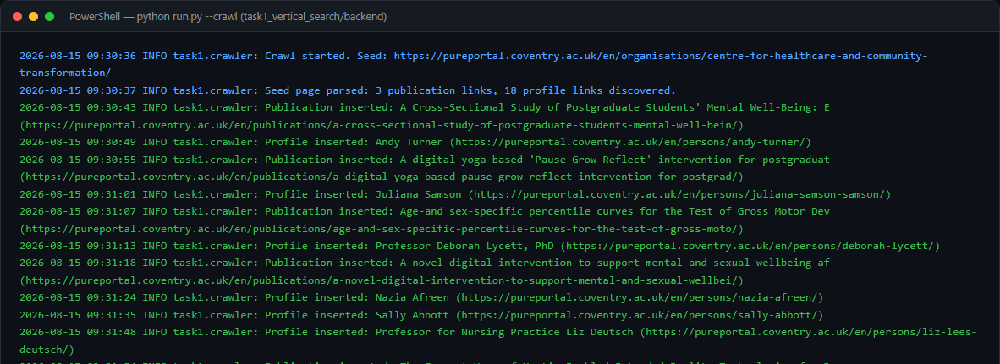 PowerShell — python run.py --crawl (task1_vertical_search/backend)
2026-08-15 09:30:36 INFO task1.crawler: Crawl started. Seed: https://pureportal.coventry.ac.uk/en/organisations/centre-for-healthcare-and-community-
transformation/
2026-08-15 09:30:37 INFO task1.crawler: Seed page parsed: 3 publication links, 18 profile links discovered.
2026-08-15 09:30:43 INFO task1.crawler: Publication inserted: A Cross-Sectional Study of Postgraduate Students' Mental Well-Being: E
(https://pureportal.coventry.ac.uk/en/publications/a-cross-sectional-study-of-postgraduate-students-mental-well-bein/)
2026-08-15 09:30:49 INFO task1.crawler: Profile inserted: Andy Turner (https://pureportal.coventry.ac.uk/en/persons/andy-turner/)
2026-08-15 09:30:55 INFO task1.crawler: Publication inserted: A digital yoga-based 'Pause Grow Reflect' intervention for postgraduat
(https://pureportal.coventry.ac.uk/en/publications/a-digital-yoga-based-pause-grow-reflect-intervention-for-postgrad/)
2026-08-15 09:31:01 INFO task1.crawler: Profile inserted: Juliana Samson (https://pureportal.coventry.ac.uk/en/persons/juliana-samson-samson/)
2026-08-15 09:31:07 INFO task1.crawler: Publication inserted: Age-and sex-specific percentile curves for the Test of Gross Motor Dev
(https://pureportal.coventry.ac.uk/en/publications/age-and-sex-specific-percentile-curves-for-the-test-of-gross-moto/)
2026-08-15 09:31:13 INFO task1.crawler: Profile inserted: Professor Deborah Lycett, PhD (https://pureportal.coventry.ac.uk/en/persons/deborah-lycett/)
2026-08-15 09:31:18 INFO task1.crawler: Publication inserted: A novel digital intervention to support mental and sexual wellbeing af
(https://pureportal.coventry.ac.uk/en/publications/a-novel-digital-intervention-to-support-mental-and-sexual-wellbei/)
2026-08-15 09:31:24 INFO task1.crawler: Profile inserted: Nazia Afreen (https://pureportal.coventry.ac.uk/en/persons/nazia-afreen/)
2026-08-15 09:31:35 INFO task1.crawler: Profile inserted: Sally Abbott (https://pureportal.coventry.ac.uk/en/persons/sally-abbott/)
2026-08-15 09:31:48 INFO task1.crawler: Profile inserted: Professor for Nursing Practice Liz Deutsch (https://pureportal.coventry.ac.uk/en/persons/liz-lees-
deutsch/)